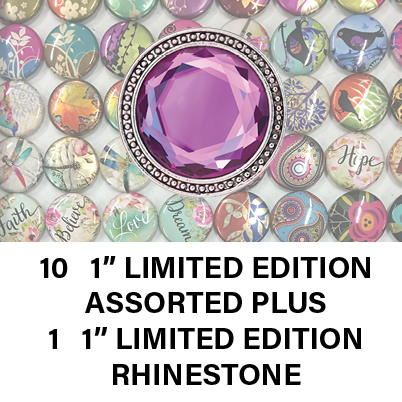 Hope
Faith
Believe
Love
Dream
10 1” LIMITED EDITION
ASSORTED PLUS
1 1” LIMITED EDITION
RHINESTONE